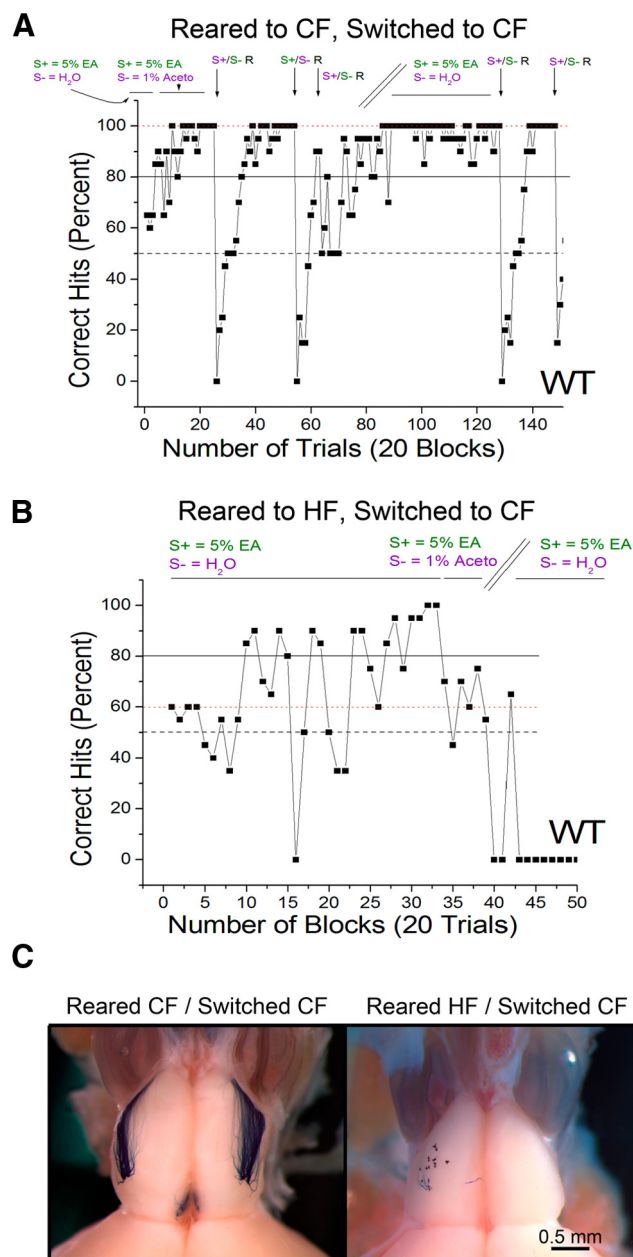 A
Reared to CF, Switched to CF
S+ = 5% EA
S- = H2O
S+ = 5% EA
S- = 1% Aceto
S+/S- R
S+/S- R
S+/S- R
S+ = 5% EA
S- = H2O
S+/S- R
S+/S- R
Correct Hits (Percent)
100
80
60
40
20
0
WT
0 20 40 60 80 100 120 140
Number of Trials (20 Blocks)
B
Reared to HF, Switched to CF
S+ = 5% EA
S- = H2O
S+ = 5% EA
S- = 1% Aceto
S+ = 5% EA
S- = H2O
Correct Hits (Percent)
100
80
60
40
20
0
WT
0 5 10 15 20 25 30 35 40 45 50
Number of Blocks (20 Trials)
C
Reared CF / Switched CF
Reared HF / Switched CF
0.5 mm